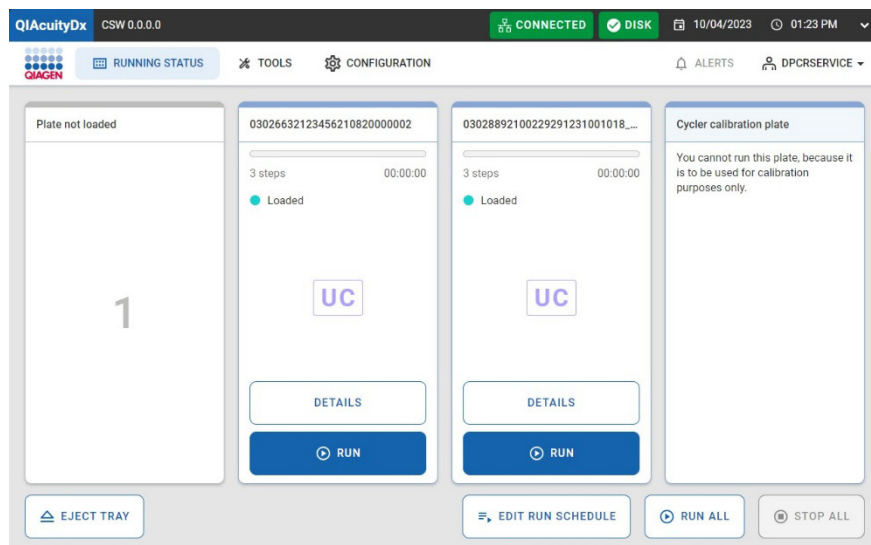 QIAcuityDx CSW 0.0.0.0 CONNECTED DISK 10/04/2023 01:23 PM
QIAGEN RUNNING STATUS TOOLS CONFIGURATION ALERTS DPCRSERVICE
Plate not loaded
1
03026632123456210820000002
3 steps 00:00:00
Loaded
UC
DETAILS
RUN
03028892100229291231001018_...
3 steps 00:00:00
Loaded
UC
DETAILS
RUN
Cycler calibration plate
You cannot run this plate, because it
is to be used for calibration
purposes only.
EJECT TRAY EDIT RUN SCHEDULE RUN ALL STOP ALL